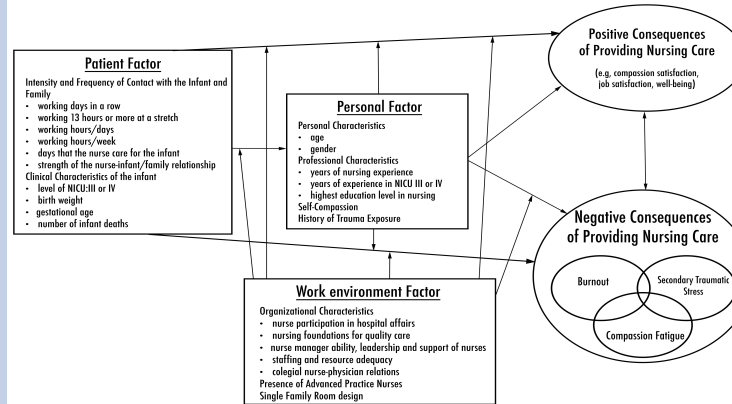 Patient Factor
Intensity and Frequency of Contact with the Infant and
Family
• working days in a row
• working 13 hours or more at a stretch
• working hours/days
• working hours/week
• days that the nurse care for the infant
• strength of the nurse-infant/family relationship
Clinical Characteristics of the infant
• level of NICU:III or IV
• birth weight
• gestational age
• number of infant deaths
Personal Factor
Personal Characteristics
• age
• gender
Professional Characteristics
• years of nursing experience
• years of experience in NICU III or IV
• highest education level in nursing
Self-Compassion
History of Trauma Exposure
Work environment Factor
Organizational Characteristics
• nurse participation in hospital affairs
• nursing foundations for quality care
• nurse manager ability, leadership and support of nurses
• staffing and resource adequacy
• colegial nurse-physician relations
Presence of Advanced Practice Nurses
Single Family Room design
Positive Consequences
of Providing Nursing Care
(e.g, compassion satisfaction,
job satisfaction, well-being)
Negative Consequences
of Providing Nursing Care
Burnout
Secondary Traumatic
Stress
Compassion Fatigue